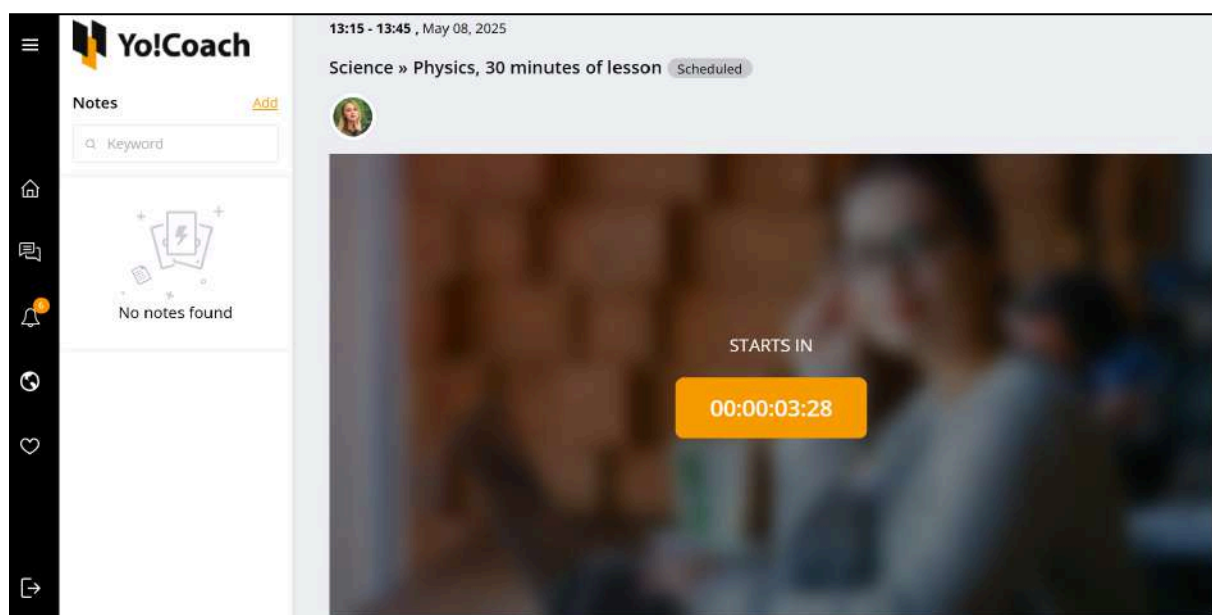 Yo!Coach
Notes Add
Keyword
No notes found
6
13:15 - 13:45 , May 08, 2025
Science » Physics, 30 minutes of lesson Scheduled
STARTS IN
00:00:03:28